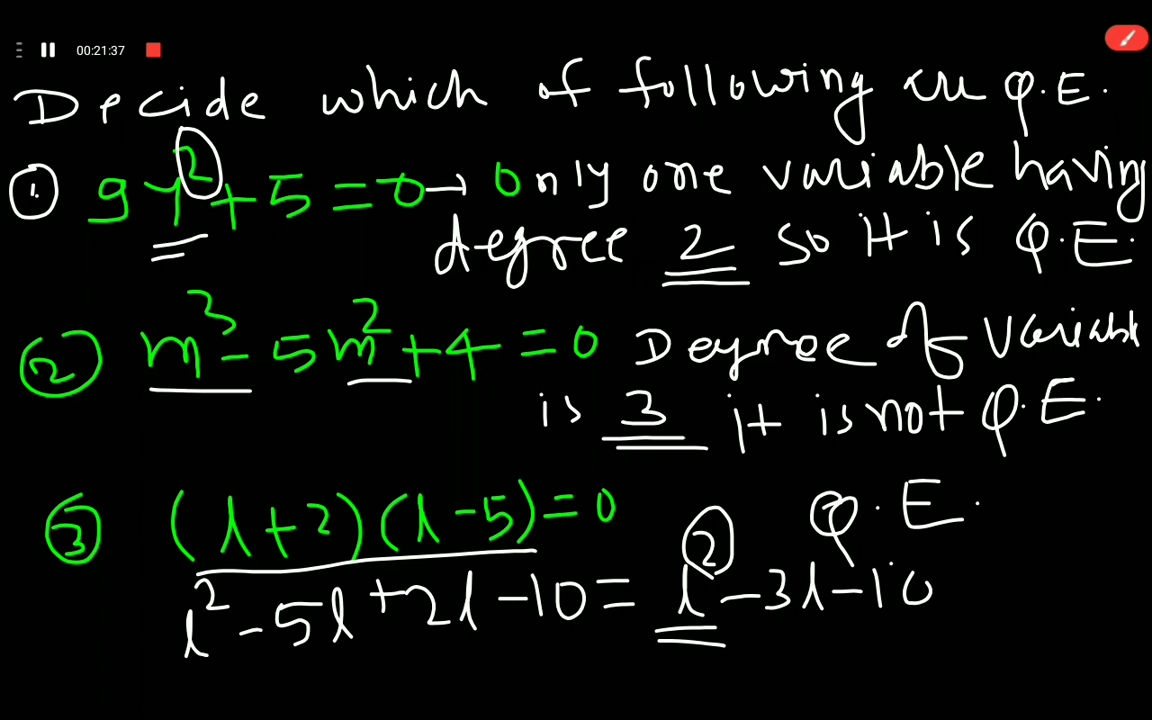 00:21:37
Decide which of following are Q.E.
1. 9y²+5=0→ Only one variable having
degree 2 so it is Q.E.
2 m³-5m²+4=0 Degree of variable
is 3 it is not Q.E.
3 (l+2)(l-5)=0 Q.E.
l²-5l+2l-10=l²-3l-10